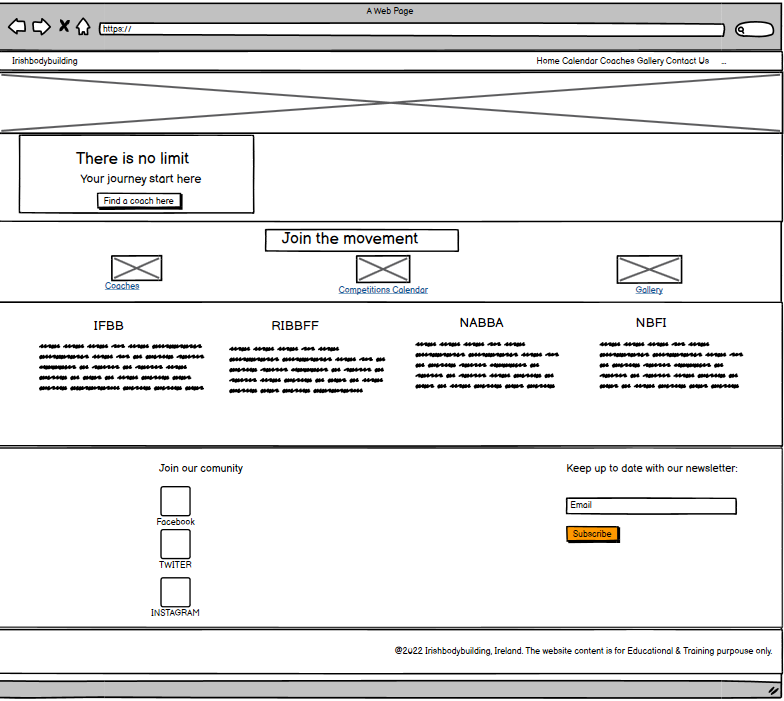 A Web Page
https://
Irishbodybuilding
Home Calendar Coaches Gallery Contact Us ...
There is no limit
Your journey start here
Find a coach here
Join the movement
Coaches
Competitions Calendar
Gallery
IFBB
RIBBFF
NABBA
NBFI
Join our comunity
Facebook
TWITER
INSTAGRAM
Keep up to date with our newsletter:
Email
Subscribe
@2022 Irishbodybuilding, Ireland. The website content is for Educational & Training purpouse only.